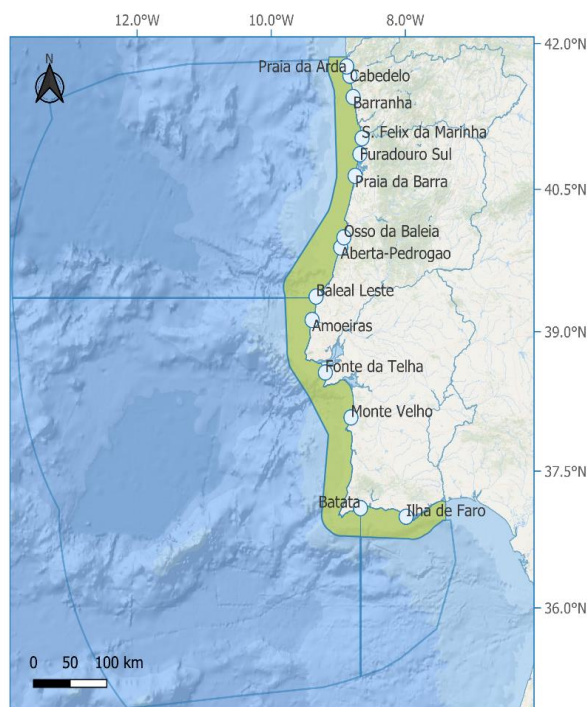 12.0°W 10.0°W 8.0°W
42.0°N
N
Praia da Arda
Cabedelo
Barranha
S. Felix da Marinha
Furadouro Sul
Praia da Barra
40.5°N
Osso da Baleia
Aberta-Pedrogao
Baleal Leste
Amoeiras
39.0°N
Fonte da Telha
Monte Velho
37.5°N
Batata
Ilha de Faro
36.0°N
0 50 100 km